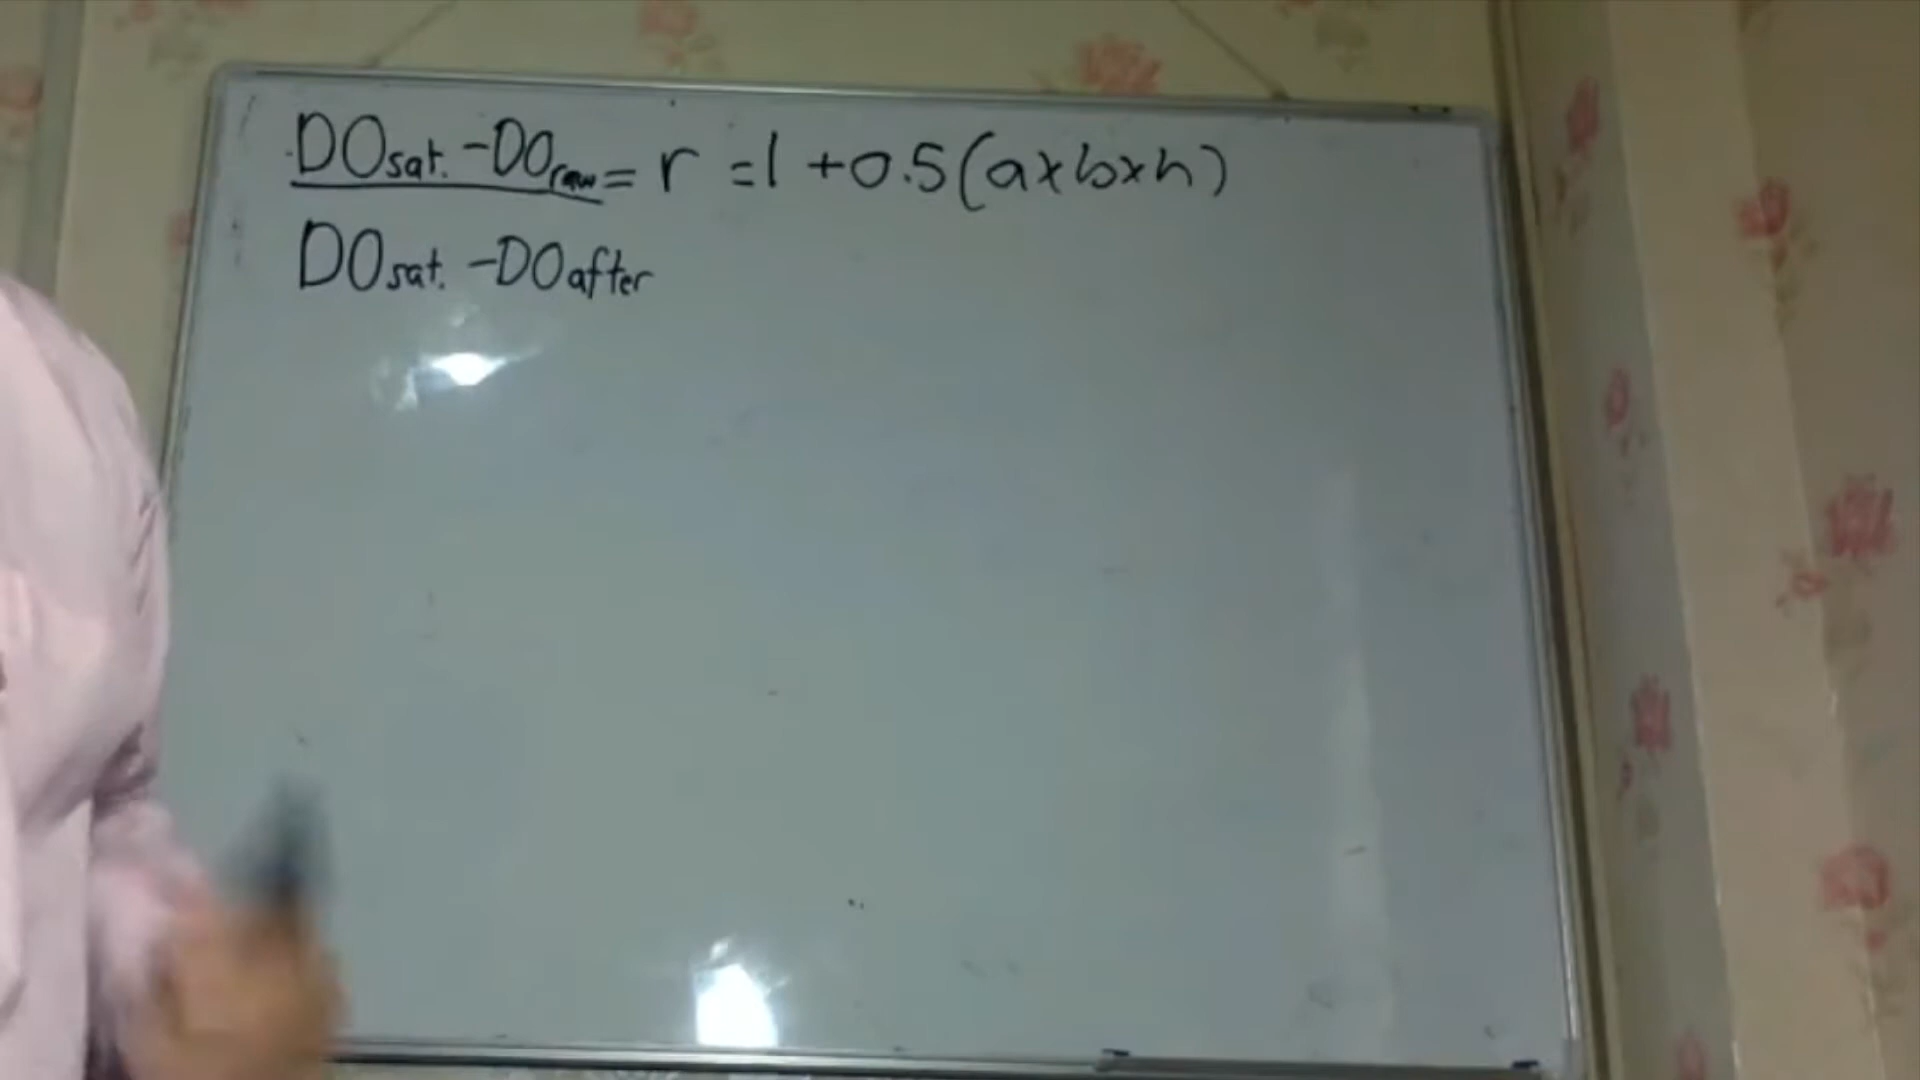 DOsat. -DOraw = r = 1 + 0.5 (a x b x h)
DOsat. -DOafter